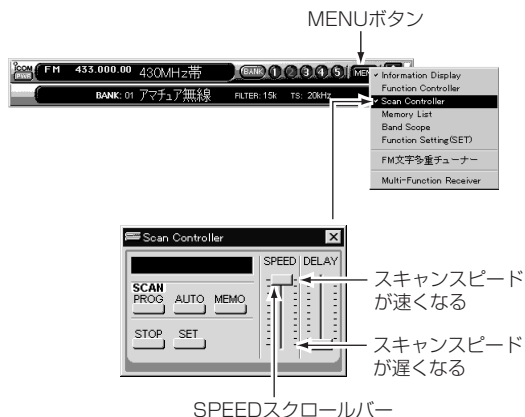 MENUボタン
ICOM
PWR
FM 433.000.00 430MHz帯 BANK 1 2 3 4 5 MEN
BANK: 01 アマチュア無線 FILTER: 15k TS: 20kHz
✓ Information Display
Function Controller
✓ Scan Controller
Memory List
Band Scope
Function Setting(SET)
FM文字多重チューナー
Multi-Function Receiver
Scan Controller
SPEED DELAY
SCAN
PROG AUTO MEMO
STOP SET
スキャンスピード
が速くなる
スキャンスピード
が遅くなる
SPEEDスクロールバー